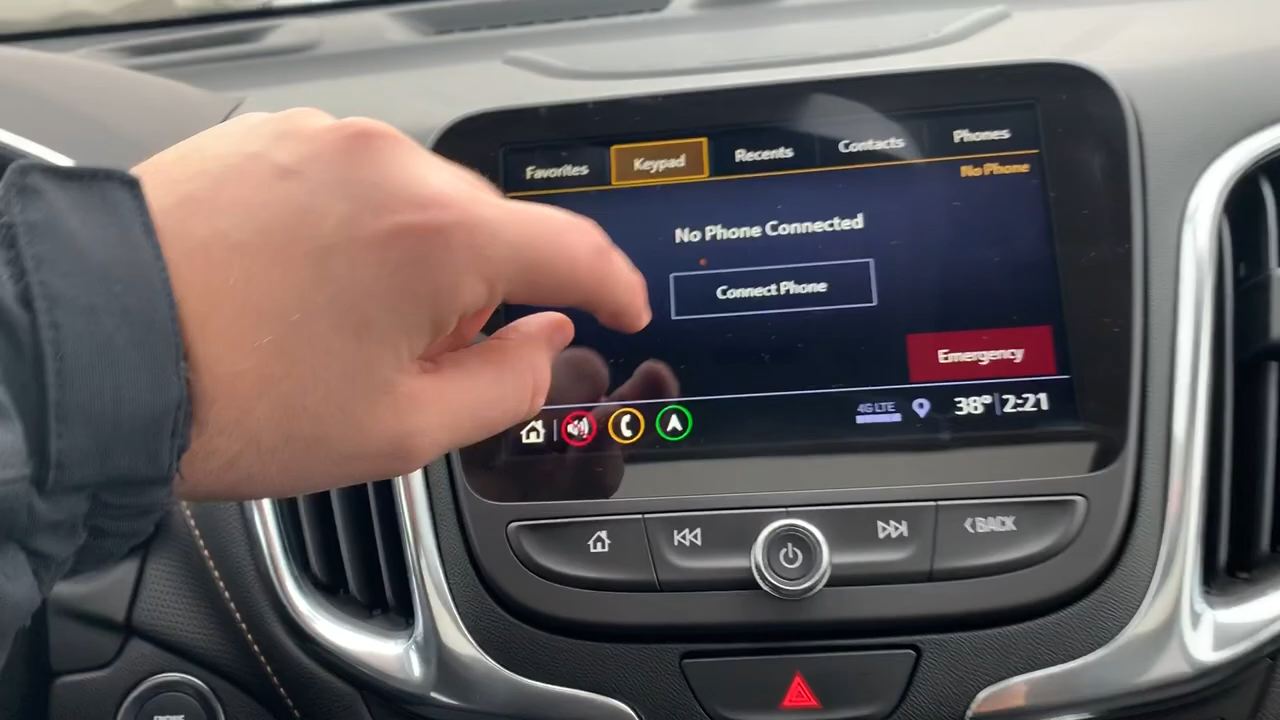 Favorites
Keypad
Recents
Contacts
Phones
No Phone
No Phone Connected
Connect Phone
Emergency
4G LTE
38° 2:21
BACK
ENGINE